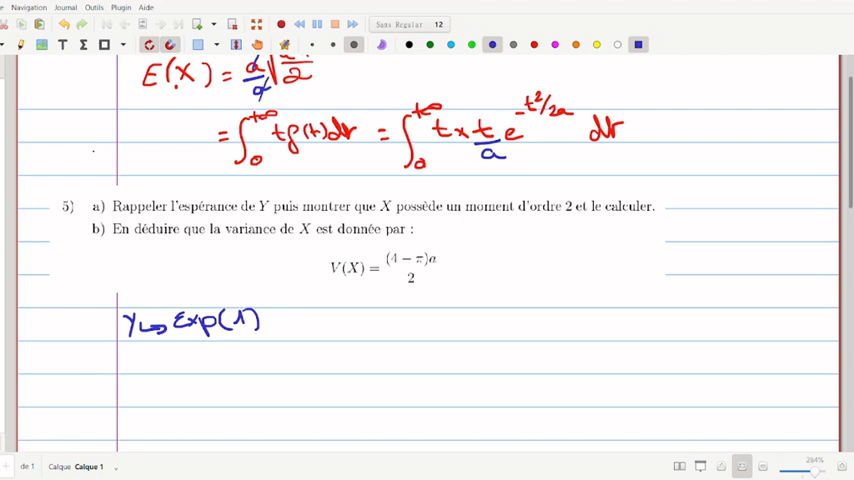 Navigation Journal Outils Plugin Aide
Sans Regular 12
E(X) = a/a √ /2
= ∫₀^{+∞} t f(t) dt = ∫₀^{+∞} t × t/a e^{-t²/2a} dt
5) a) Rappeler l'espérance de Y puis montrer que X possède un moment d'ordre 2 et le calculer.
b) En déduire que la variance de X est donnée par :
V(X) = (4 − π)a / 2
Y ↪ Exp(1)
de 1 Calque Calque 1 284%